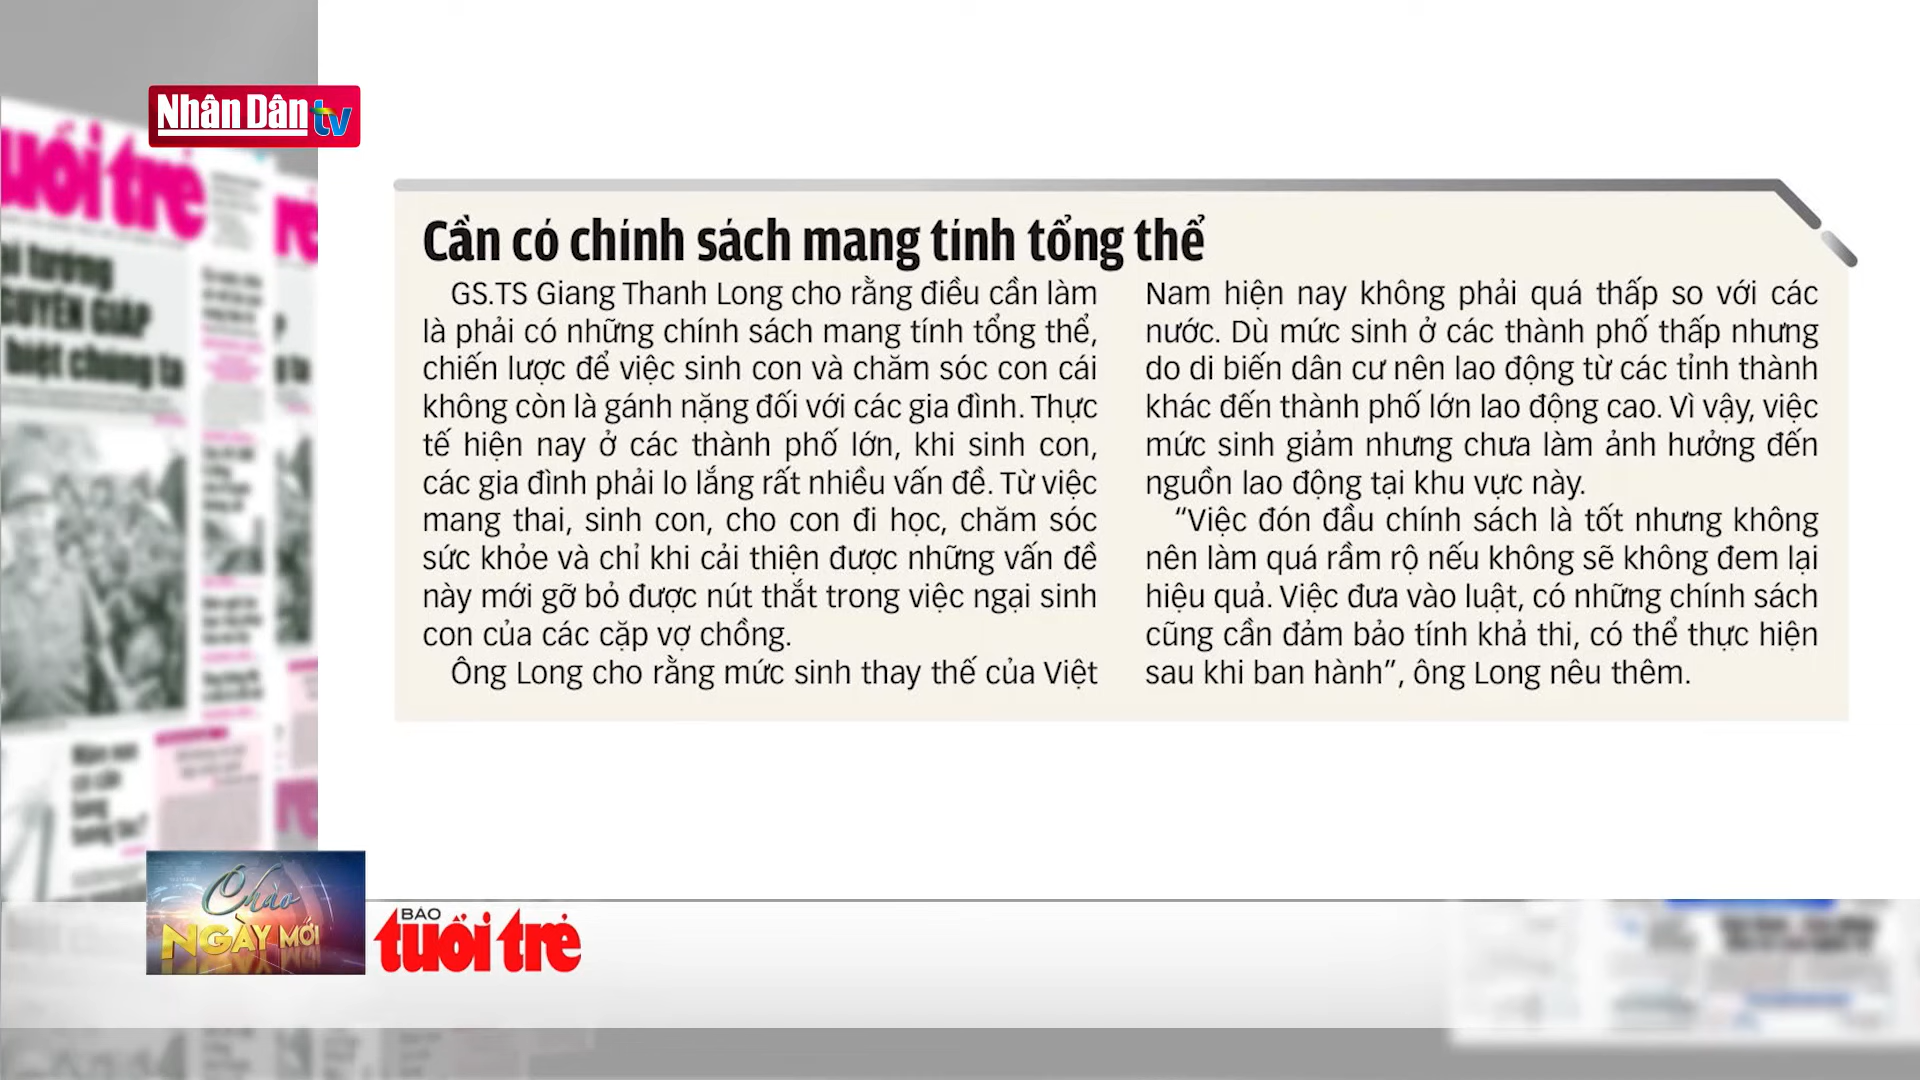 Nhân Dân tv
tuổi trẻ
Cần có chính sách mang tính tổng thể
GS.TS Giang Thanh Long cho rằng điều cần làm
là phải có những chính sách mang tính tổng thể,
chiến lược để việc sinh con và chăm sóc con cái
không còn là gánh nặng đối với các gia đình. Thực
tế hiện nay ở các thành phố lớn, khi sinh con,
các gia đình phải lo lắng rất nhiều vấn đề. Từ việc
mang thai, sinh con, cho con đi học, chăm sóc
sức khỏe và chỉ khi cải thiện được những vấn đề
này mới gỡ bỏ được nút thắt trong việc ngại sinh
con của các cặp vợ chồng.
Ông Long cho rằng mức sinh thay thế của Việt
Nam hiện nay không phải quá thấp so với các
nước. Dù mức sinh ở các thành phố thấp nhưng
do di biến dân cư nên lao động từ các tỉnh thành
khác đến thành phố lớn lao động cao. Vì vậy, việc
mức sinh giảm nhưng chưa làm ảnh hưởng đến
nguồn lao động tại khu vực này.
“Việc đón đầu chính sách là tốt nhưng không
nên làm quá rầm rộ nếu không sẽ không đem lại
hiệu quả. Việc đưa vào luật, có những chính sách
cũng cần đảm bảo tính khả thi, có thể thực hiện
sau khi ban hành”, ông Long nêu thêm.
Chào
NGÀY MỚI
BÁO
tuổi trẻ